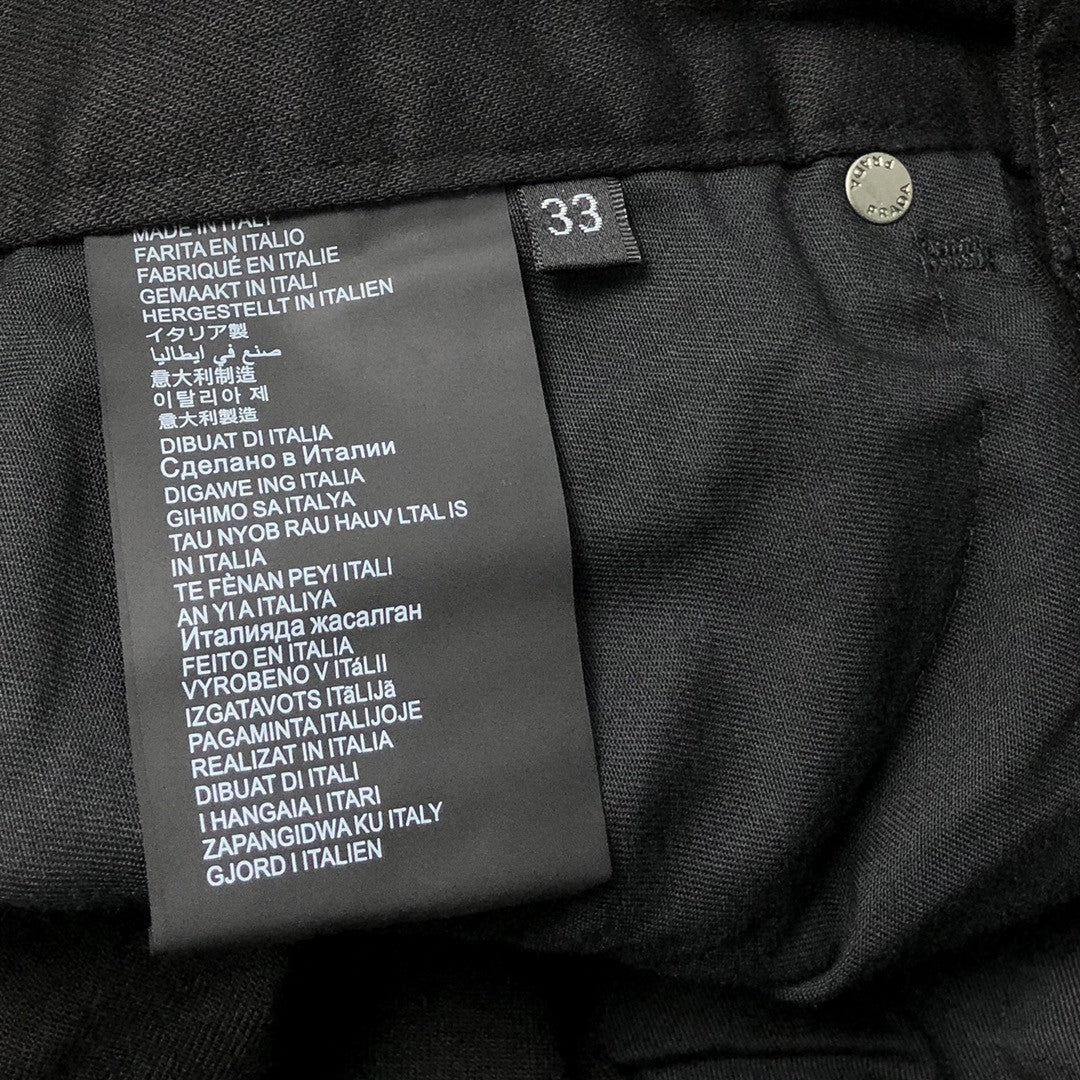 MADE IN ITALY
FARITA EN ITALIO
FABRIQUÉ EN ITALIE
GEMAAKT IN ITALI
HERGESTELLT IN ITALIEN
イタリア製
صنع في ايطاليا
意大利制造
이탈리아 제
意大利製造
DIBUAT DI ITALIA
Сделано в Италии
DIGAWE ING ITALIA
GIHIMO SA ITALYA
TAU NYOB RAU HAUV LTAL IS
IN ITALIA
TE FÈNAN PEYI ITALI
AN YI A ITALIYA
Италияда жасалган
FEITO EN ITALIA
VYROBENO V ITáLII
IZGATAVOTS ITãLIJã
PAGAMINTA ITALIJOJE
REALIZAT IN ITALIA
DIBUAT DI ITALI
I HANGAIA I ITARI
ZAPANGIDWA KU ITALY
GJORD I ITALIEN
33
PRADA
PRADA